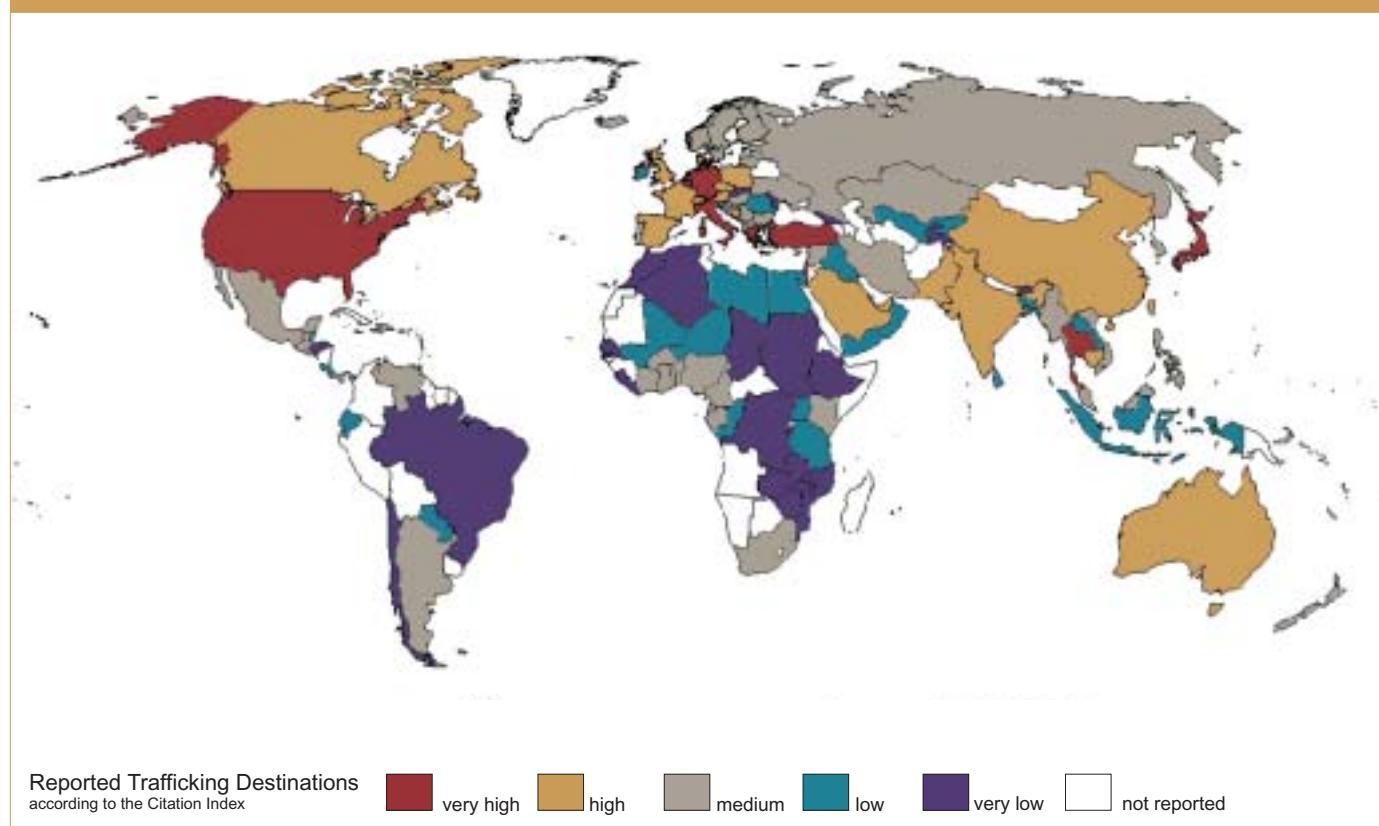 Reported Trafficking Destinations
according to the Citation Index
very high
high
medium
low
very low
not reported